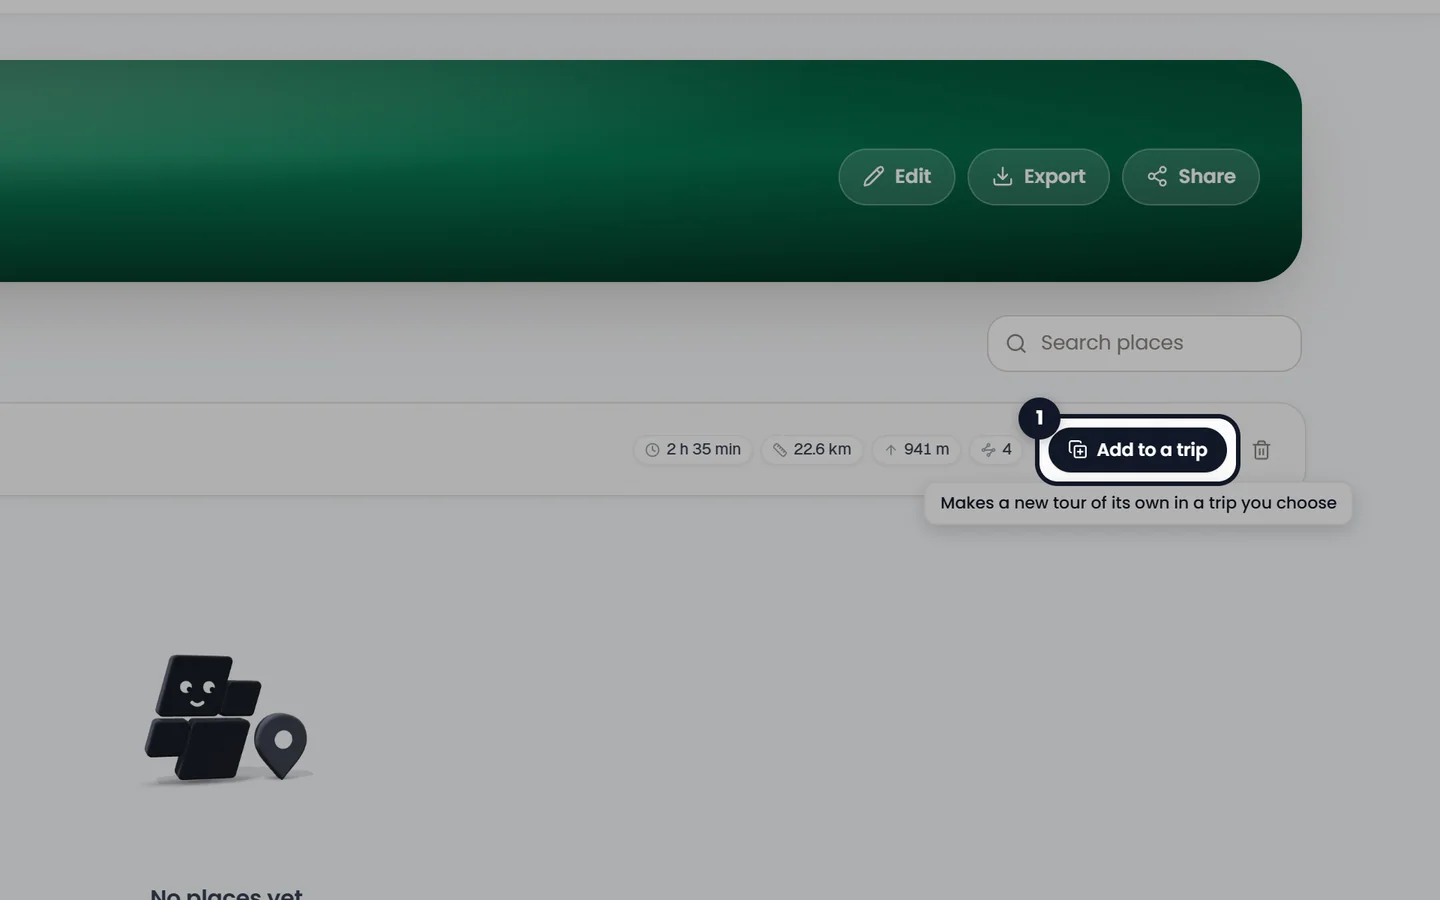 Edit
Export
Share
Search places
1
2 h 35 min
22.6 km
941 m
4
Add to a trip
Makes a new tour of its own in a trip you choose
No places yet